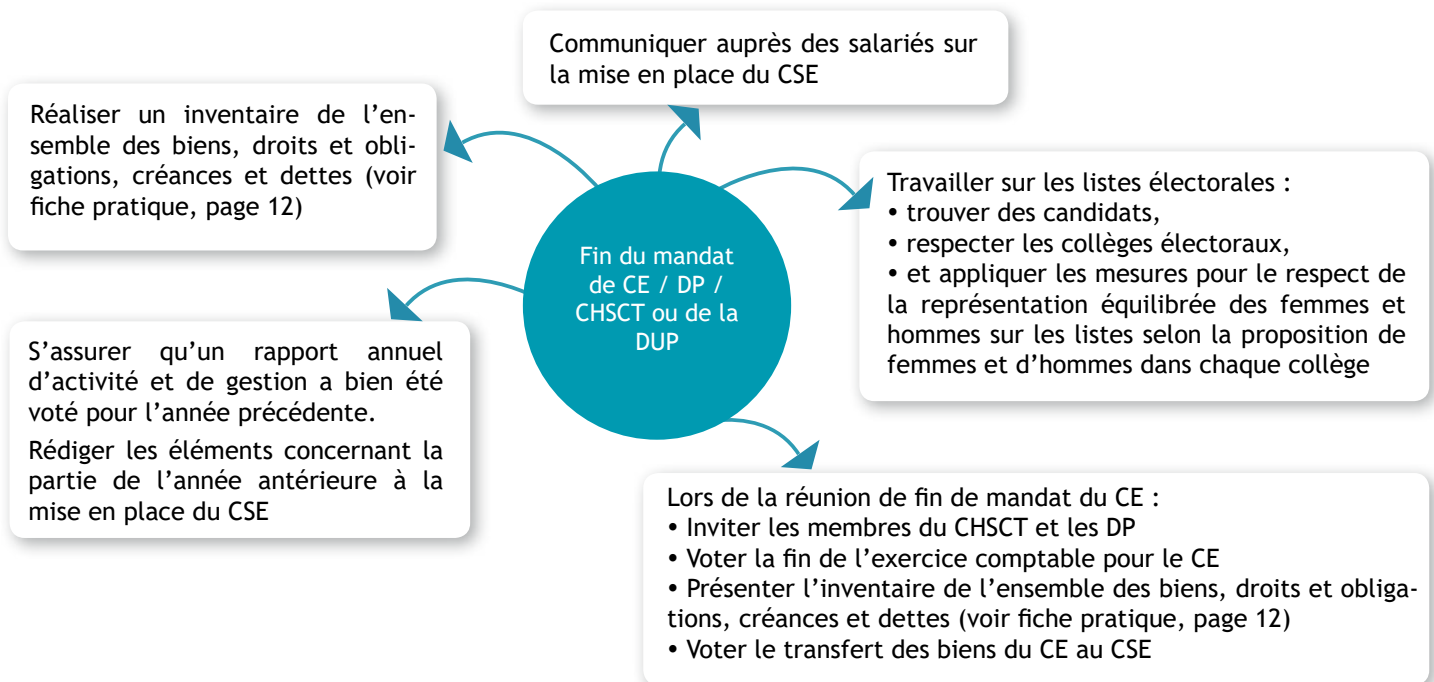 Communiquer auprès des salariés sur
la mise en place du CSE
Réaliser un inventaire de l’en-
semble des biens, droits et obli-
gations, créances et dettes (voir
fiche pratique, page 12)
Travailler sur les listes électorales :
• trouver des candidats,
• respecter les collèges électoraux,
• et appliquer les mesures pour le respect de
la représentation équilibrée des femmes et
hommes sur les listes selon la proposition de
femmes et d’hommes dans chaque collège
Fin du mandat
de CE / DP /
CHSCT ou de la
DUP
S’assurer qu’un rapport annuel
d’activité et de gestion a bien été
voté pour l’année précédente.
Rédiger les éléments concernant la
partie de l’année antérieure à la
mise en place du CSE
Lors de la réunion de fin de mandat du CE :
• Inviter les membres du CHSCT et les DP
• Voter la fin de l’exercice comptable pour le CE
• Présenter l’inventaire de l’ensemble des biens, droits et obliga-
tions, créances et dettes (voir fiche pratique, page 12)
• Voter le transfert des biens du CE au CSE